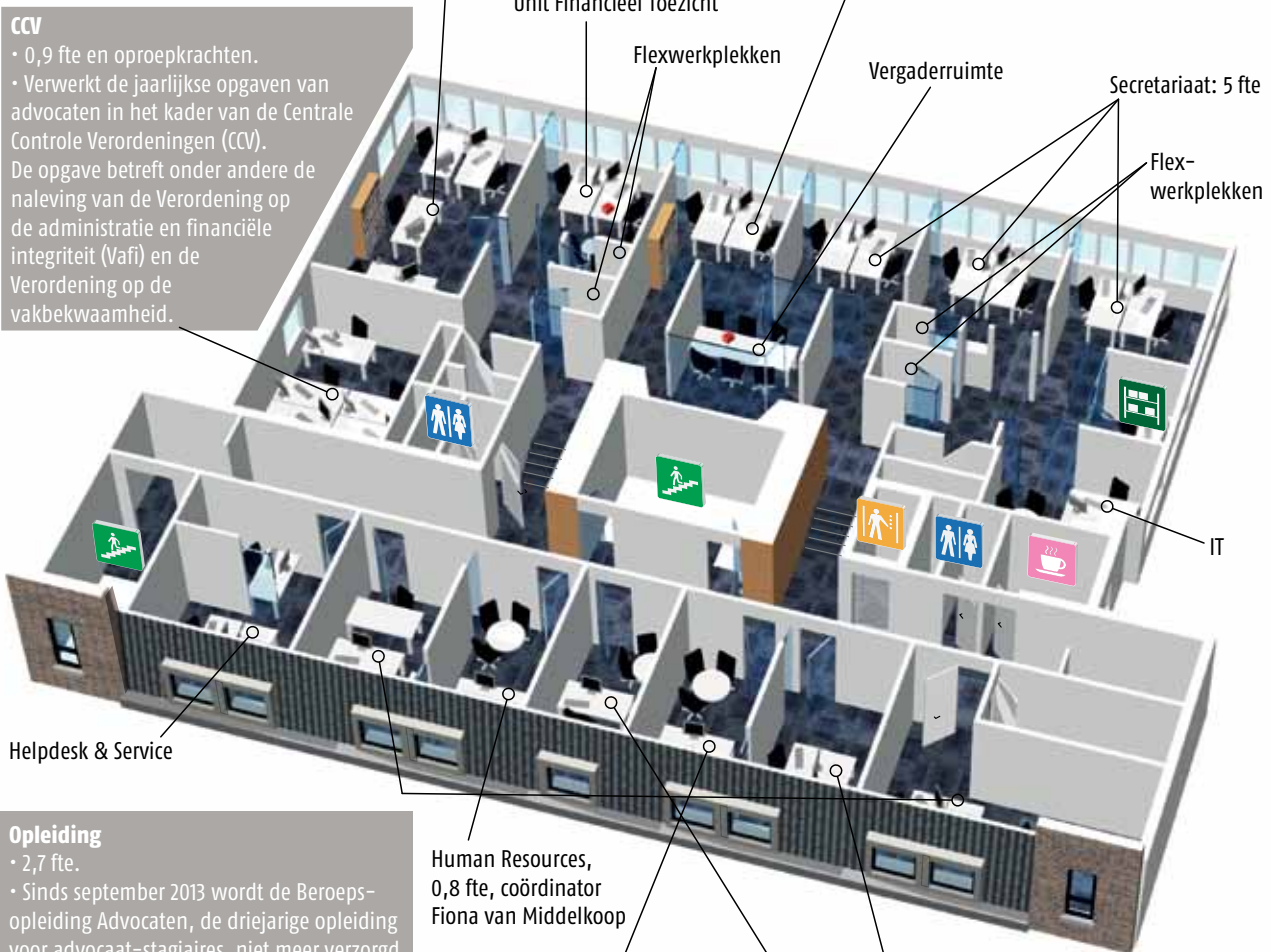 Unit Financieel Toezicht
CCV
· 0,9 fte en oproepkrachten.
· Verwerkt de jaarlijkse opgaven van
advocaten in het kader van de Centrale
Controle Verordeningen (CCV).
De opgave betreft onder andere de
naleving van de Verordening op
de administratie en financiële
integriteit (Vafi) en de
Verordening op de
vakbekwaamheid.
Flexwerkplekken
Vergaderruimte
Secretariaat: 5 fte
Flex-
werkplekken
IT
Helpdesk & Service
Human Resources,
0,8 fte, coördinator
Fiona van Middelkoop
Opleiding
· 2,7 fte.
· Sinds september 2013 wordt de Beroeps-
opleiding Advocaten, de driejarige opleiding
voor advocaat-stagiaires, niet meer verzorgd